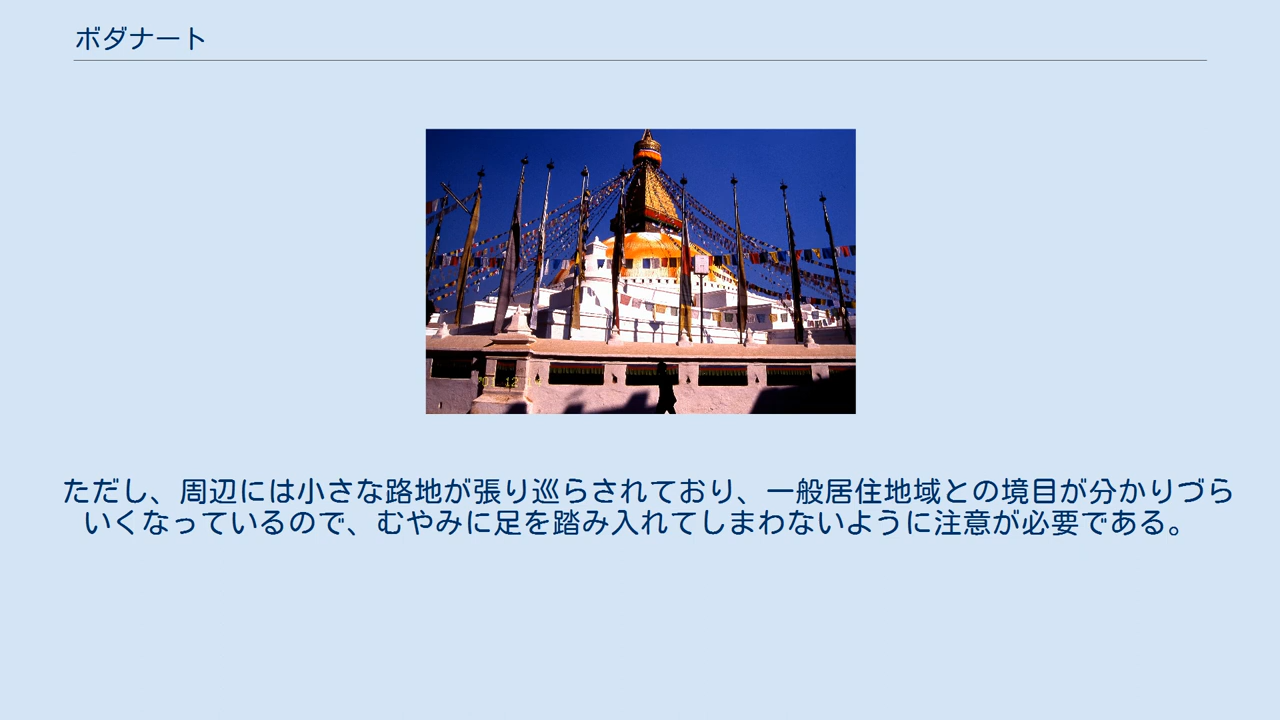 ボダナート
ただし、周辺には小さな路地が張り巡らされており、一般居住地域との境目が分かりづら
いくなっているので、むやみに足を踏み入れてしまわないように注意が必要である。